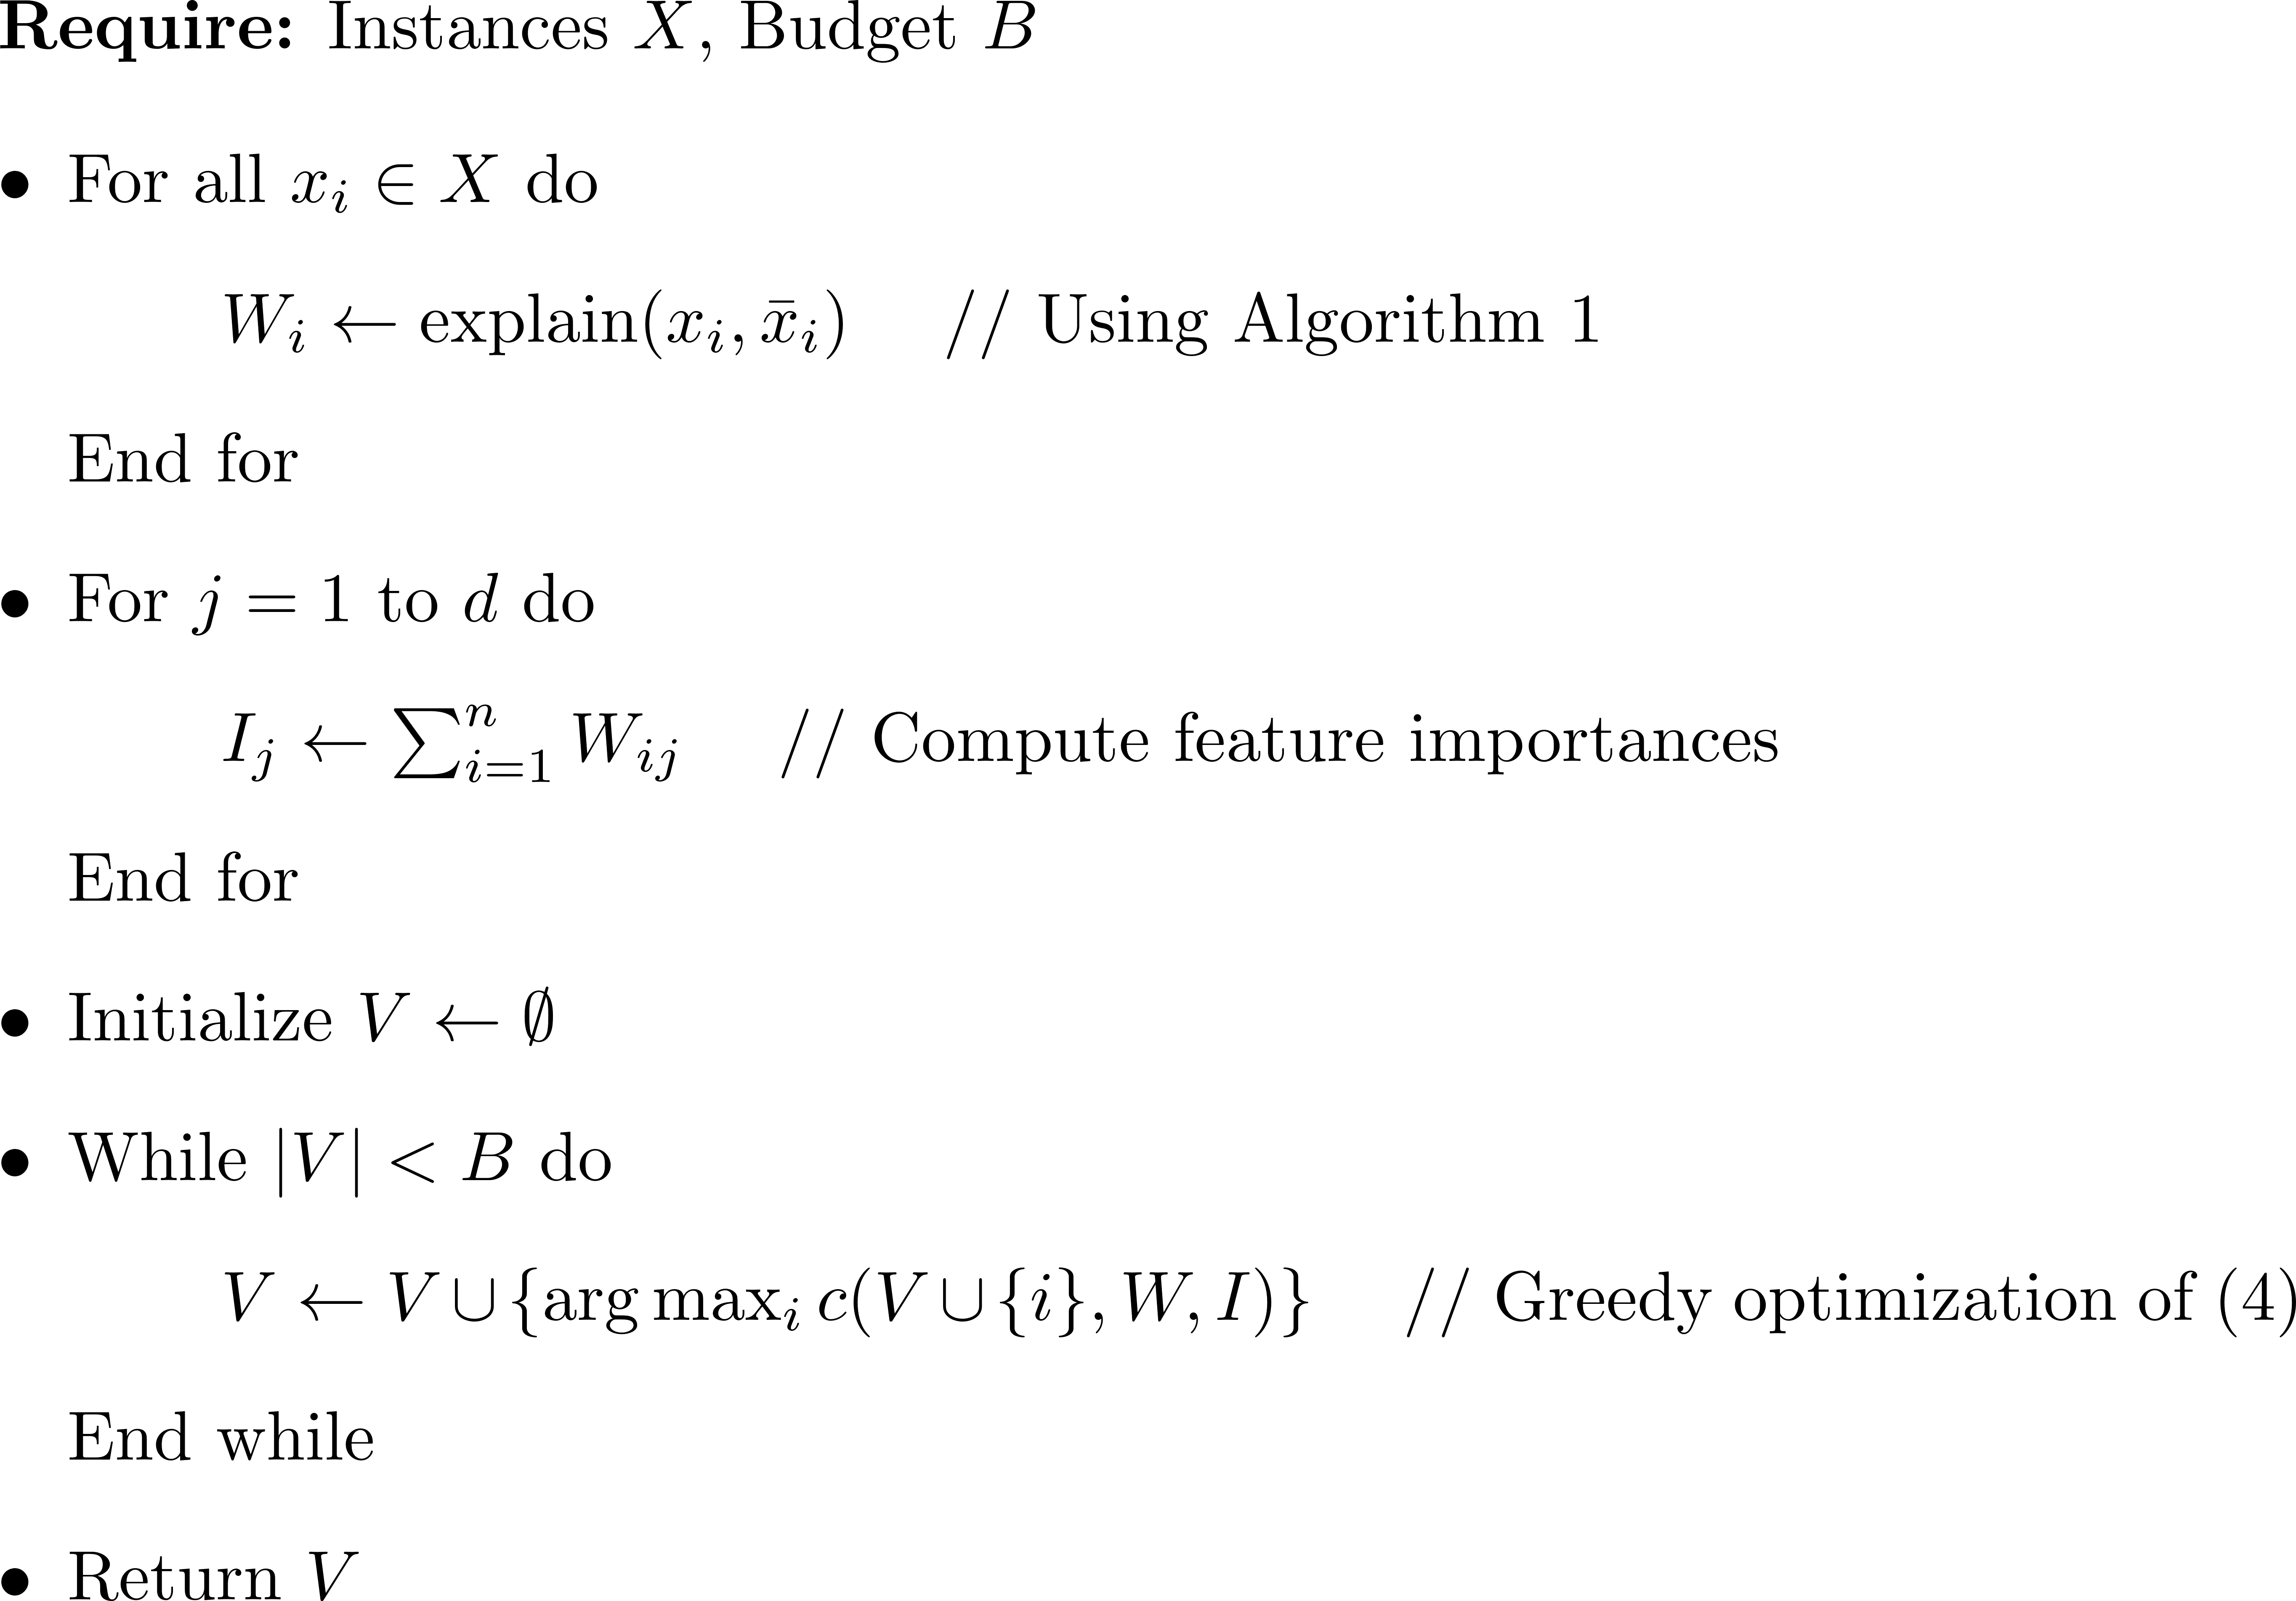 Require: Instances X, Budget B
• For all xᵢ ∈ X do
Wᵢ ← explain(xᵢ, x̄ᵢ) // Using Algorithm 1
End for
• For j = 1 to d do
Iⱼ ← ∑ⁿᵢ₌₁ Wᵢⱼ // Compute feature importances
End for
• Initialize V ← ∅
• While |V| < B do
V ← V ∪ {arg maxᵢ c(V ∪ {i}, W, I)} // Greedy optimization of (4)
End while
• Return V